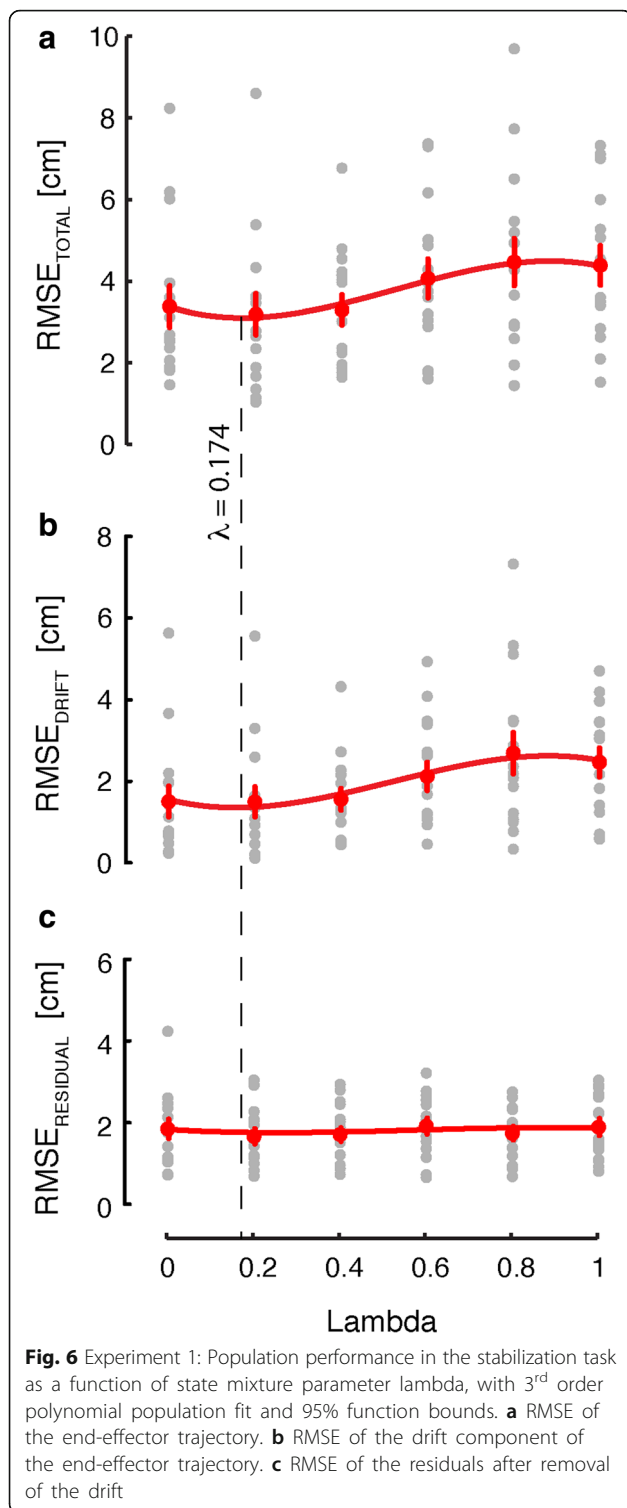 a
10
8
6
4
2
0
RMSE_TOTAL [cm]
λ = 0.174
b
8
6
4
2
0
RMSE_DRIFT [cm]
c
6
4
2
0
RMSE_RESIDUAL [cm]
0 0.2 0.4 0.6 0.8 1
Lambda
Fig. 6 Experiment 1: Population performance in the stabilization task
as a function of state mixture parameter lambda, with 3rd order
polynomial population fit and 95% function bounds. a RMSE of
the end-effector trajectory. b RMSE of the drift component of
the end-effector trajectory. c RMSE of the residuals after removal
of the drift